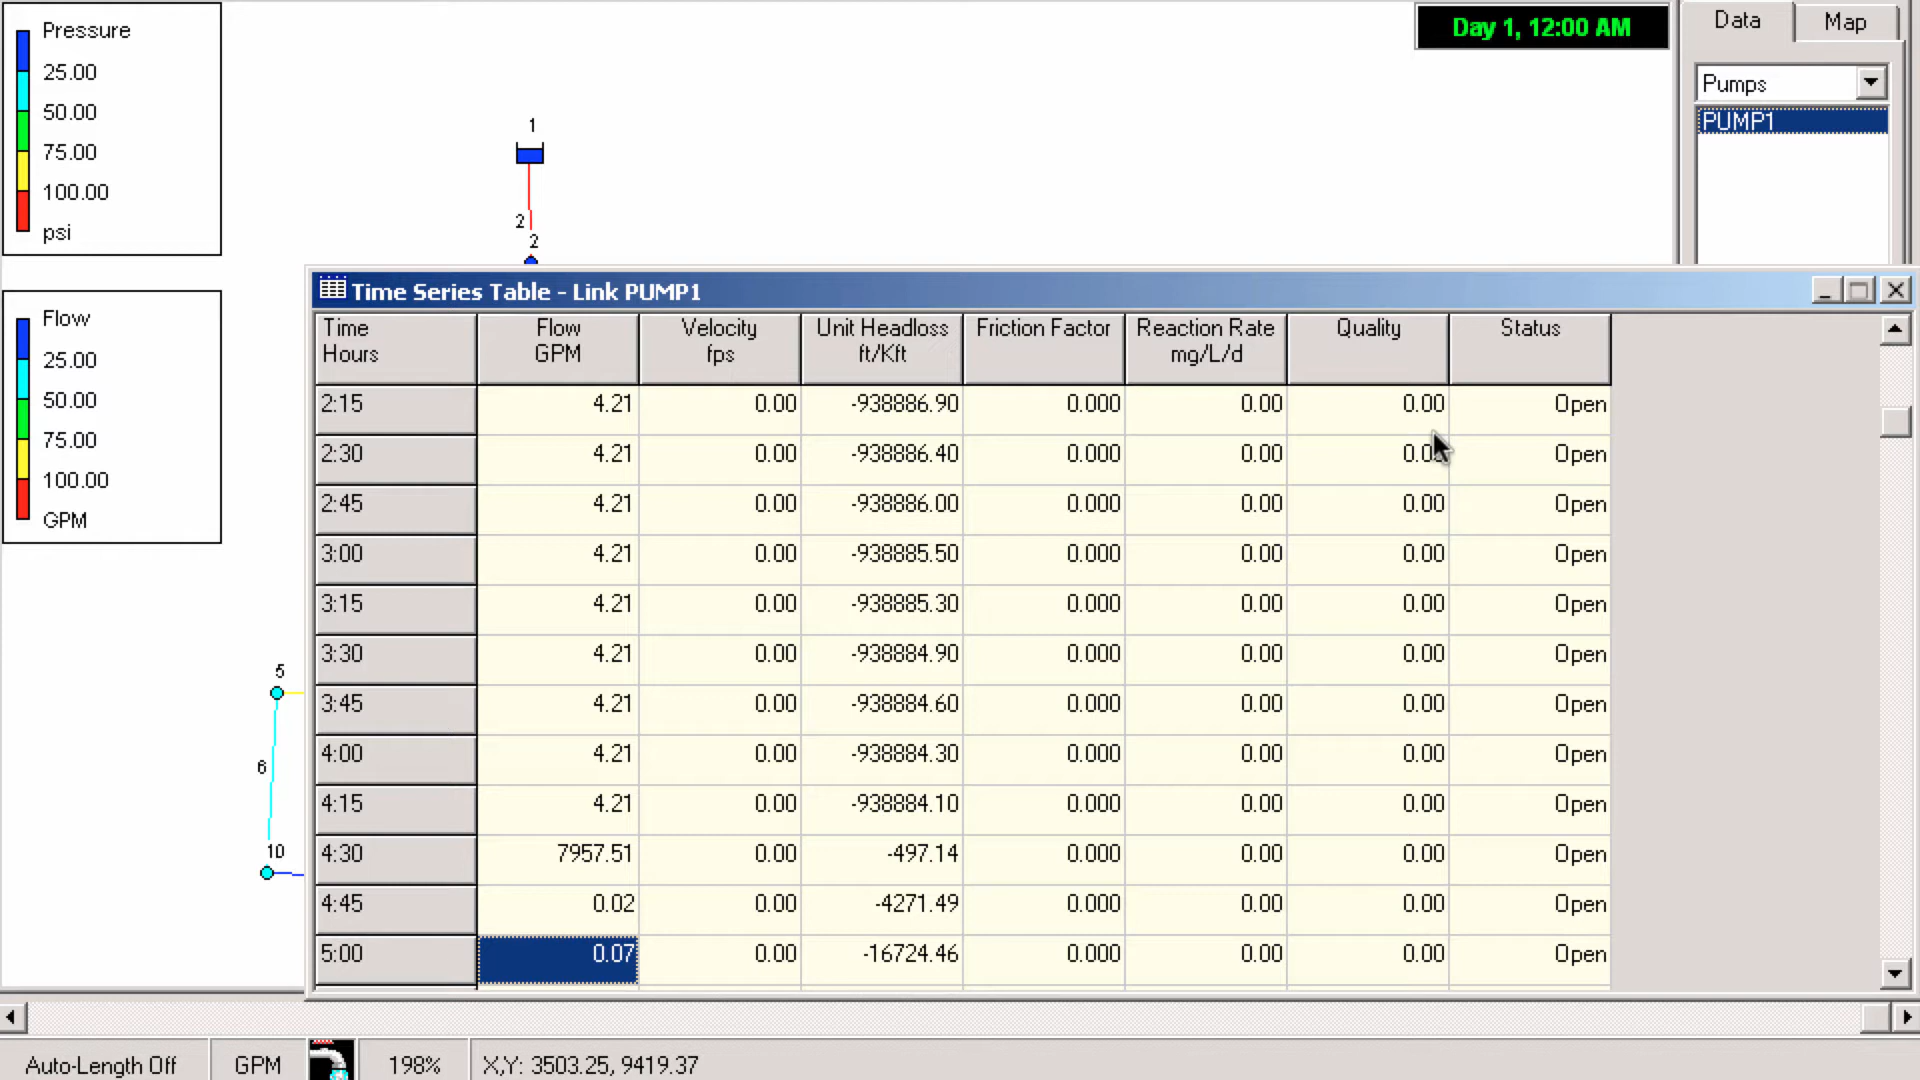 Pressure
25.00
50.00
75.00
100.00
psi
Flow
25.00
50.00
75.00
100.00
GPM
1
2
2
5
6
10
Day 1, 12:00 AM
Data Map
Pumps
PUMP1
Time Series Table - Link PUMP1
Time Hours Flow GPM Velocity fps Unit Headloss ft/Kft Friction Factor Reaction Rate mg/L/d Quality Status
2:15 4.21 0.00 -938886.90 0.000 0.00 0.00 Open
2:30 4.21 0.00 -938886.40 0.000 0.00 0.00 Open
2:45 4.21 0.00 -938886.00 0.000 0.00 0.00 Open
3:00 4.21 0.00 -938885.50 0.000 0.00 0.00 Open
3:15 4.21 0.00 -938885.30 0.000 0.00 0.00 Open
3:30 4.21 0.00 -938884.90 0.000 0.00 0.00 Open
3:45 4.21 0.00 -938884.60 0.000 0.00 0.00 Open
4:00 4.21 0.00 -938884.30 0.000 0.00 0.00 Open
4:15 4.21 0.00 -938884.10 0.000 0.00 0.00 Open
4:30 7957.51 0.00 -497.14 0.000 0.00 0.00 Open
4:45 0.02 0.00 -4271.49 0.000 0.00 0.00 Open
5:00 0.07 0.00 -16724.46 0.000 0.00 0.00 Open
Auto-Length Off GPM 198% X,Y: 3503.25, 9419.37